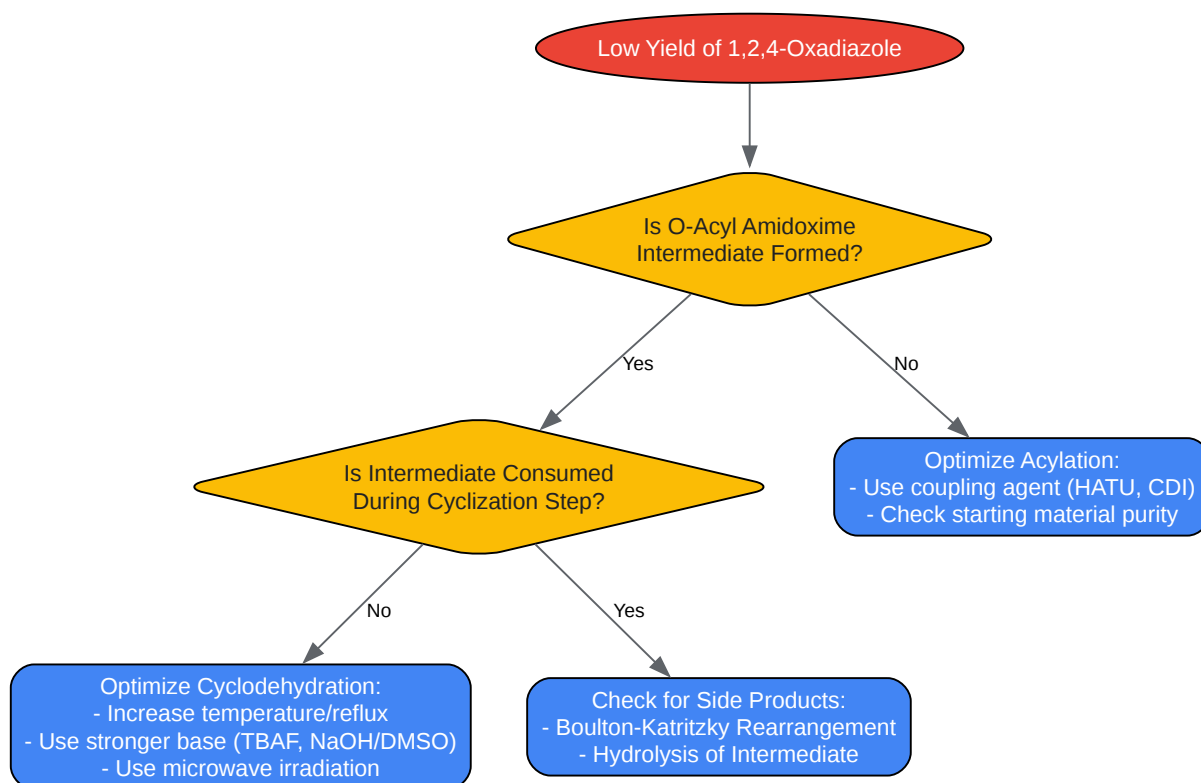 Low Yield of 1,2,4-Oxadiazole
Is O-Acyl Amidoxime
Intermediate Formed?
Yes
No
Is Intermediate Consumed
During Cyclization Step?
Optimize Acylation:
- Use coupling agent (HATU, CDI)
- Check starting material purity
No
Yes
Optimize Cyclodehydration:
- Increase temperature/reflux
- Use stronger base (TBAF, NaOH/DMSO)
- Use microwave irradiation
Check for Side Products:
- Boulton-Katritzky Rearrangement
- Hydrolysis of Intermediate